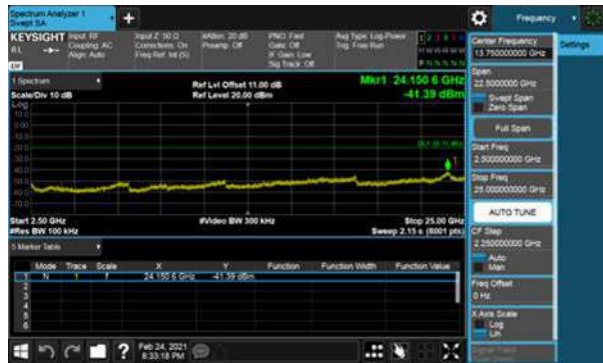 Spectrum Analyzer 1
Swept SA
Frequency
KEYSIGHT
Input: RF
Coupling: AC
Align: Auto
Input Z: 50 Ω
Corrections: On
Freq Ref: Int (S)
#Atten: 20 dB
Preamp: Off
PNO: Fast
Gate: Off
IF Gain: Low
Sig Track: Off
Avg Type: Log-Power
Trig: Free Run
1 Spectrum
Scale/Div 10 dB
Ref Lvl Offset 11.00 dB
Ref Level 20.00 dBm
Mkr1 24.150 6 GHz
-41.39 dBm
Log
Start 2.50 GHz
#Res BW 100 kHz
#Video BW 300 kHz
Stop 25.00 GHz
Sweep 2.15 s (8001 pts)
5 Marker Table
Mode Trace Scale X Y Function Function Width Function Value
1 N 1 f 24.150 6 GHz -41.39 dBm
2
3
4
5
6
Feb 24, 2021
8:33:18 PM
Center Frequency
13.750000000 GHz
Settings
Span
22.5000000 GHz
Swept Span
Zero Span
Full Span
Start Freq
2.500000000 GHz
Stop Freq
25.000000000 GHz
AUTO TUNE
CF Step
2.250000000 GHz
Auto
Man
Freq Offset
0 Hz
X Axis Scale
Log
Lin